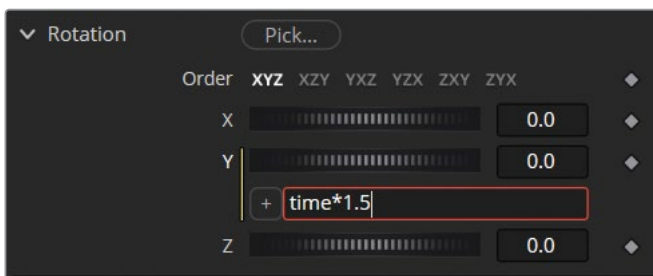 Rotation Pick...
Order XYZ XZY YXZ YZX ZXY ZYX
X 0.0
Y 0.0
+ time*1.5
Z 0.0